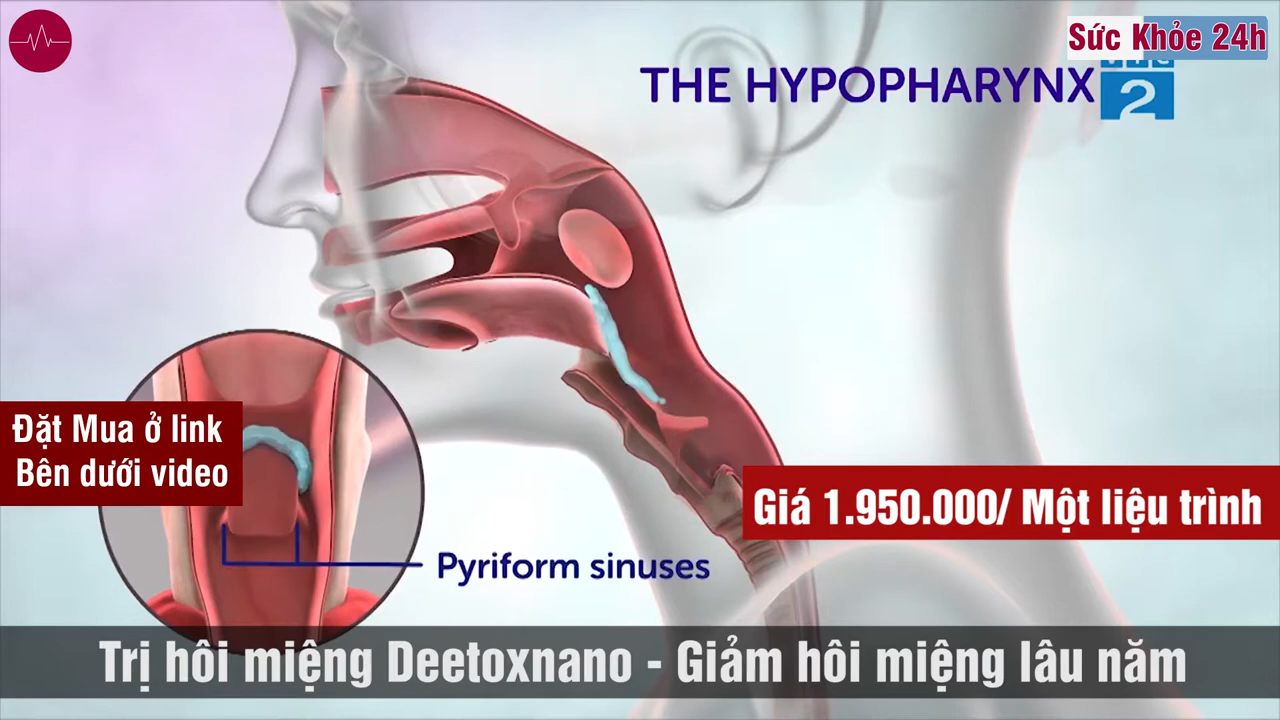 Sức Khỏe 24h
THE HYPOPHARYNX
2
Đặt Mua ở link
Bên dưới video
Giá 1.950.000/ Một liệu trình
Pyriform sinuses
Trị hôi miệng Deetoxnano - Giảm hôi miệng lâu năm